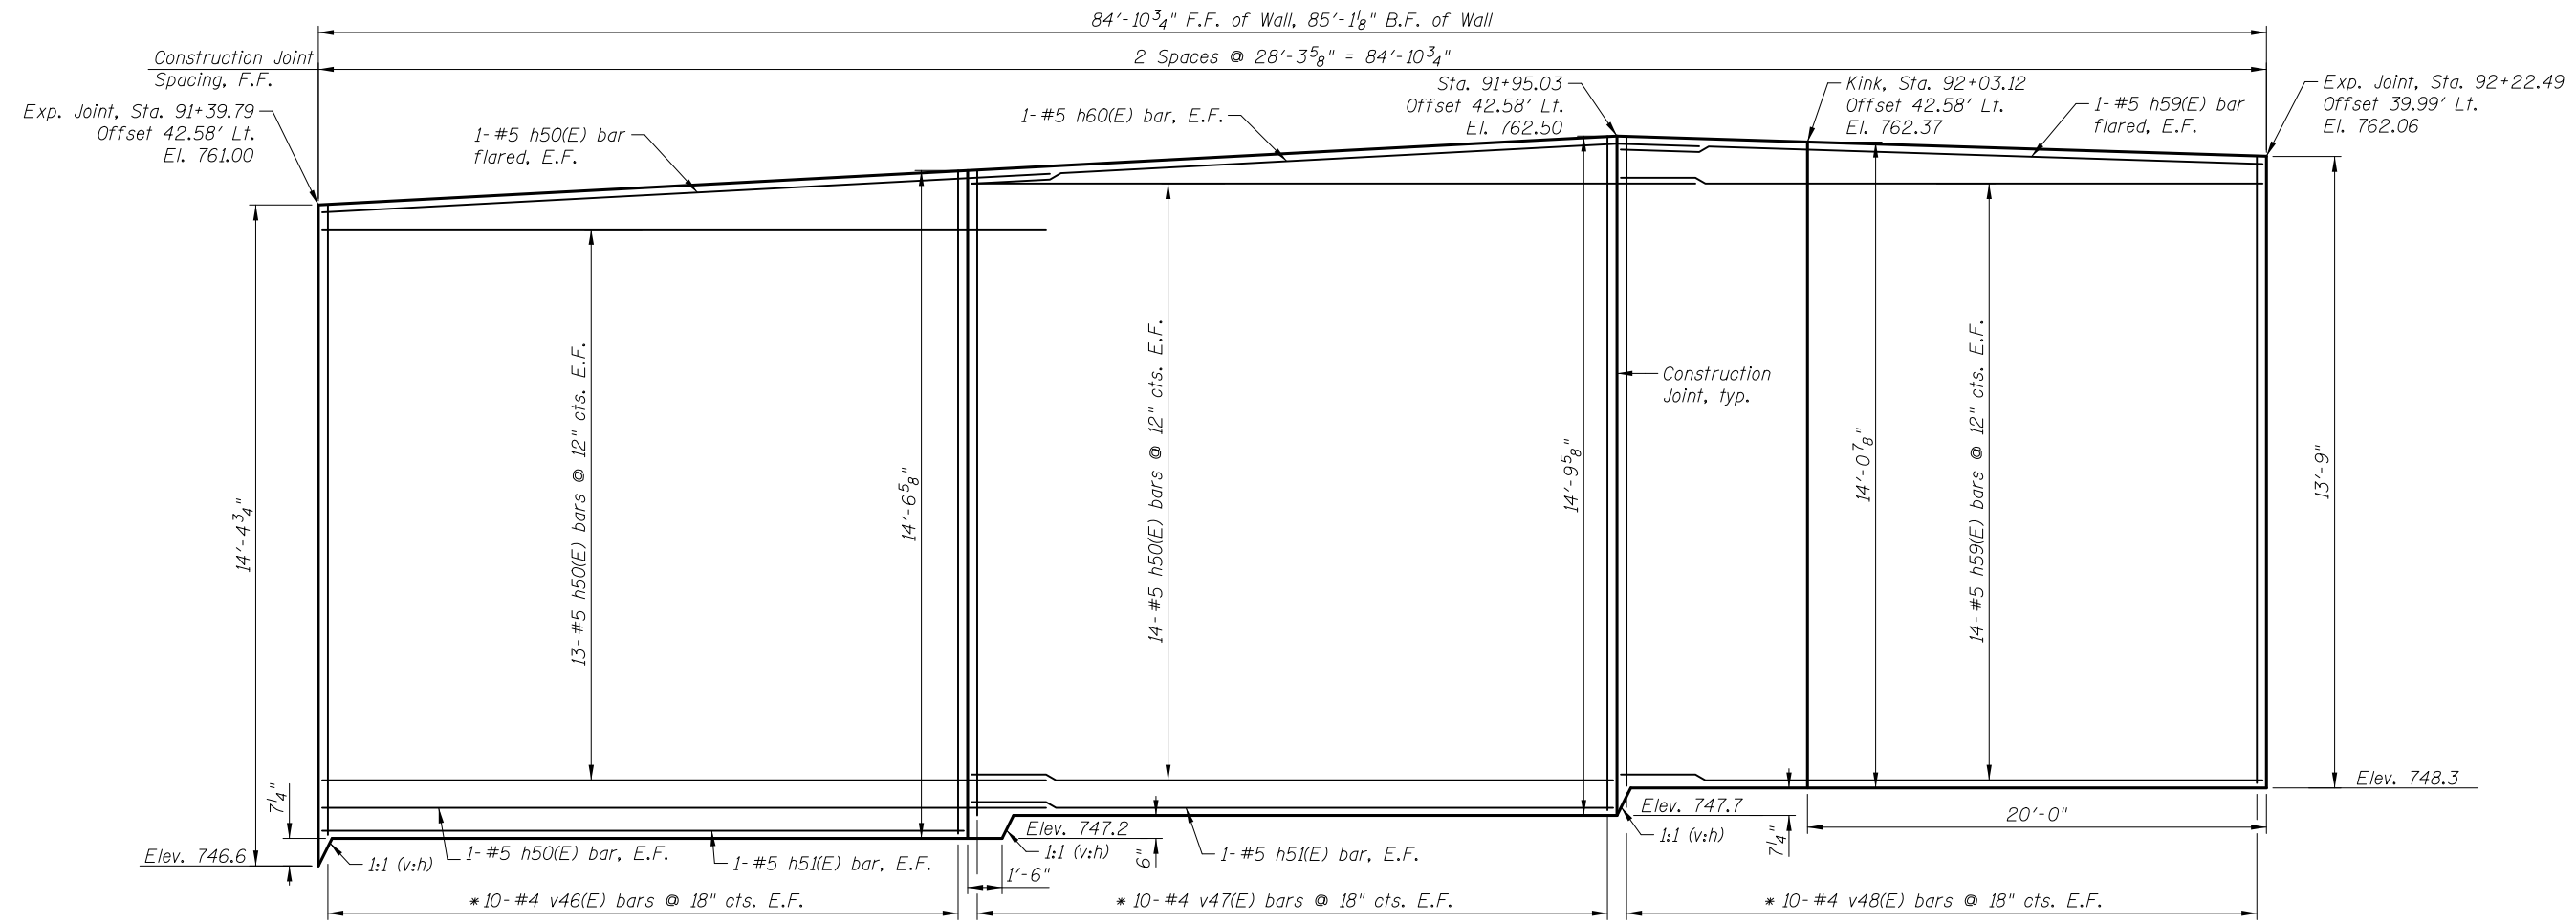 84'-10¾" F.F. of Wall, 85'-1⅛" B.F. of Wall
2 Spaces @ 28'-3⅝" = 84'-10¾"
Construction Joint
Spacing, F.F.
Exp. Joint, Sta. 91+39.79
Offset 42.58' Lt.
El. 761.00
1-#5 h50(E) bar
flared, E.F.
1-#5 h60(E) bar, E.F.
Sta. 91+95.03
Offset 42.58' Lt.
El. 762.50
Kink, Sta. 92+03.12
Offset 42.58' Lt.
El. 762.37
1-#5 h59(E) bar
flared, E.F.
Exp. Joint, Sta. 92+22.49
Offset 39.99' Lt.
El. 762.06
14'-4¾"
13-#5 h50(E) bars @ 12" cts. E.F.
14'-6⅝"
14-#5 h50(E) bars @ 12" cts. E.F.
14'-9⅝"
Construction
Joint, typ.
14'-0⅞"
14-#5 h59(E) bars @ 12" cts. E.F.
13'-9"
7¼"
Elev. 746.6
1:1 (v:h)
1-#5 h50(E) bar, E.F.
1-#5 h51(E) bar, E.F.
Elev. 747.2
1:1 (v:h)
1'-6"
6"
1-#5 h51(E) bar, E.F.
Elev. 747.7
1:1 (v:h)
7¼"
20'-0"
Elev. 748.3
* 10-#4 v46(E) bars @ 18" cts. E.F.
* 10-#4 v47(E) bars @ 18" cts. E.F.
* 10-#4 v48(E) bars @ 18" cts. E.F.